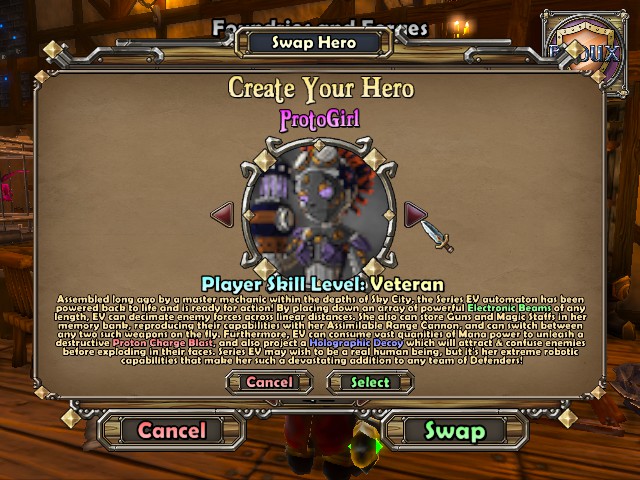 Foundries and Forges
Swap Hero
Create Your Hero
ProtoGirl
Player Skill Level: Veteran
Assembled long ago by a master mechanic within the depths of Sky City, the Series EV automaton has been
powered back to life and is ready for action! By placing down an array of powerful Electronic Beams of any
length, EV can decimate enemy forces across linear distances. She also can store Guns and Magic Staffs in her
memory bank, reproducing their capabilities with her Assimilable Range Cannon, and can switch between
any two such weapons on the fly. Furthermore, EV can consume vast quantities of Mana power to unleash a
destructive Proton Charge Blast, and also project a Holographic Decoy which will attract & confuse enemies
before exploding in their faces. Series EV may wish to be a real human being, but it's her extreme robotic
capabilities that make her such a devastating addition to any team of Defenders!
Cancel Select
Cancel Swap